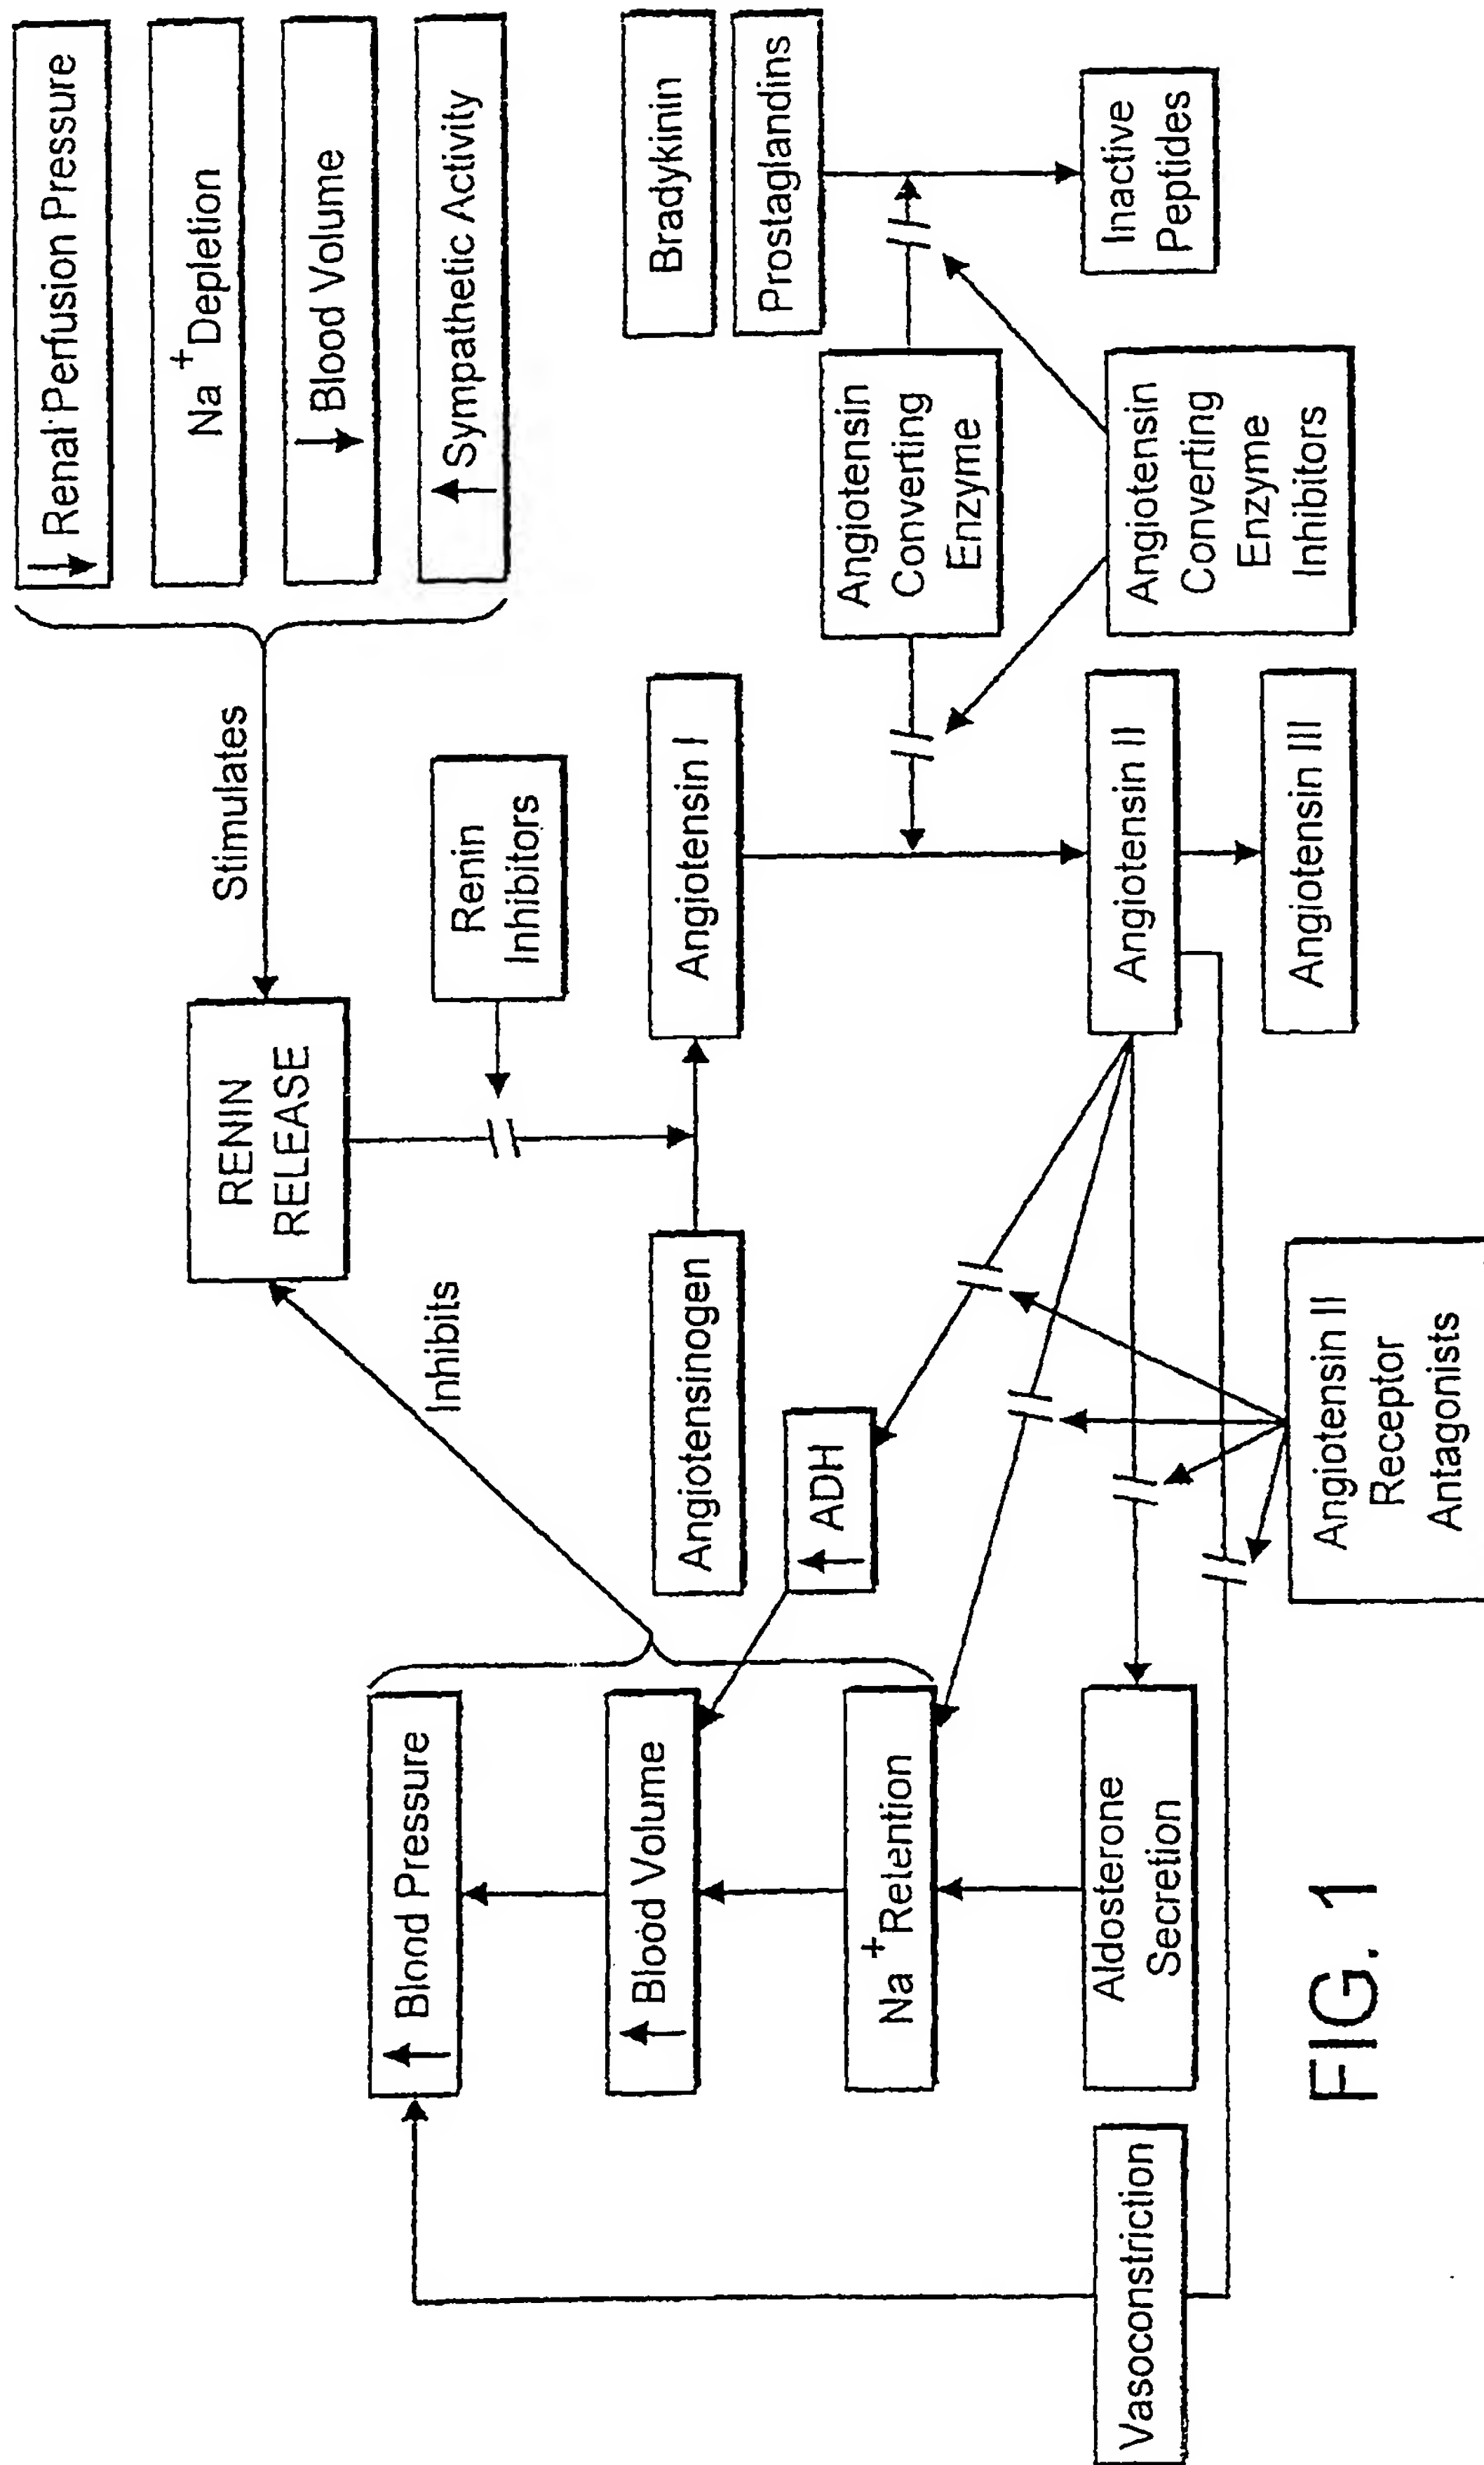 ↓ Renal Perfusion Pressure
Na + Depletion
↓ Blood Volume
↑ Sympathetic Activity
Stimulates
RENIN
RELEASE
Inhibits
Renin
Inhibitors
↑ Blood Pressure
↑ Blood Volume
Na + Retention
Aldosterone
Secretion
Vasoconstriction
↑ ADH
Angiotensinogen
Angiotensin I
Bradykinin
Prostaglandins
Angiotensin
Converting
Enzyme
Inactive
Peptides
Angiotensin
Converting
Enzyme
Inhibitors
Angiotensin II
Angiotensin III
Angiotensin II
Receptor
Antagonists
FIG. 1